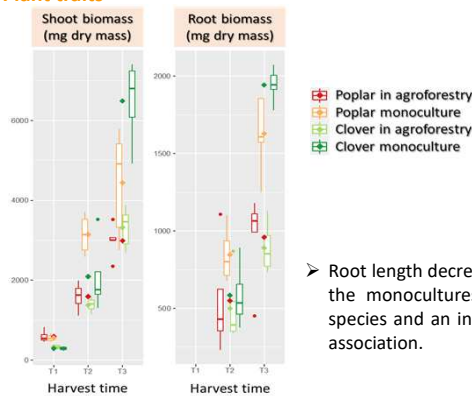 Plant traits
Shoot biomass
(mg dry mass)
Root biomass
(mg dry mass)
6000
4000
2000
0
T1
T2
T3
Harvest time
2000
1500
1000
500
T1
T2
T3
Harvest time
Poplar in agroforestry
Poplar monoculture
Clover in agroforestry
Clover monoculture
➢ Root length decre
the monocultures
species and an in
association.